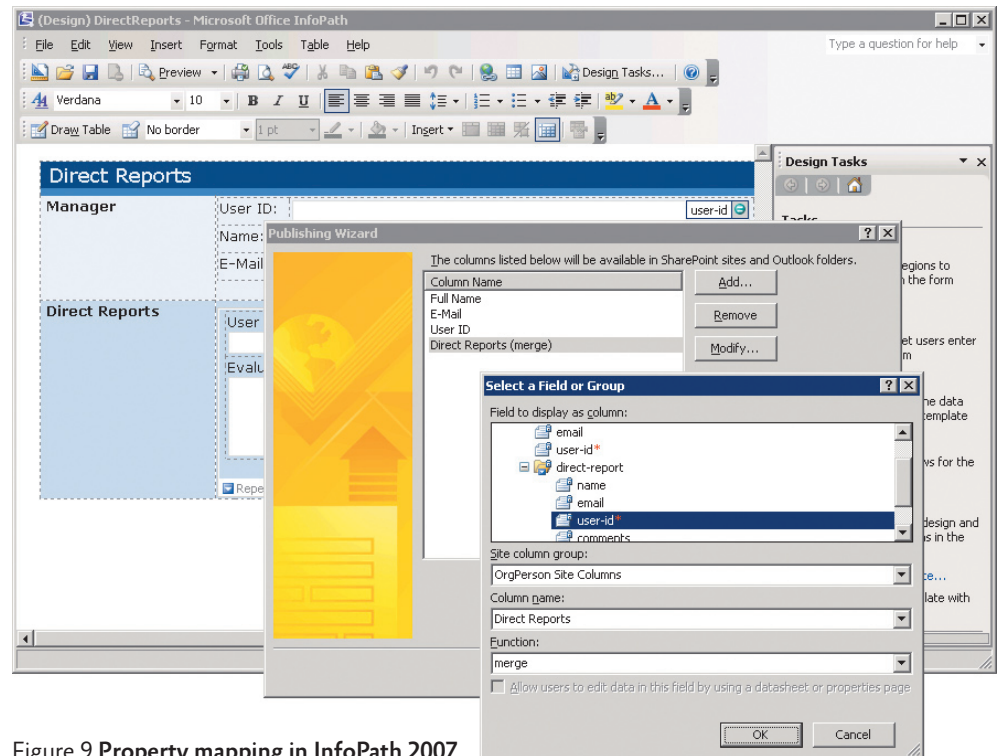 (Design) DirectReports - Microsoft Office InfoPath
File Edit View Insert Format Tools Table Help
Type a question for help
Preview
Design Tasks...
Verdana 10 B I U
Draw Table No border 1 pt Insert
Direct Reports
Manager
User ID:
user-id
Name:
E-Mail
Direct Reports
User
Evalu
Repe
Design Tasks
Tasks
egions to
the form
et users enter
m
he data
template
ws for the
design and
s in the
te...
late with
Publishing Wizard
The columns listed below will be available in SharePoint sites and Outlook folders.
Column Name
Full Name
E-Mail
User ID
Direct Reports (merge)
Add...
Remove
Modify...
Select a Field or Group
Field to display as column:
email
user-id*
direct-report
name
email
user-id*
comments
Site column group:
OrgPerson Site Columns
Column name:
Direct Reports
Function:
merge
Allow users to edit data in this field by using a datasheet or properties page
OK Cancel
Figure 9 Property mapping in InfoPath 2007